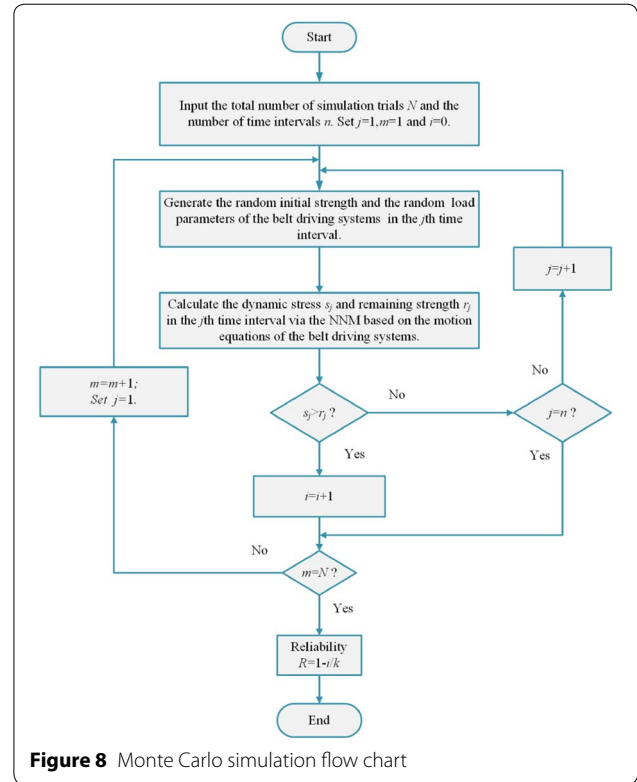 Start
Input the total number of simulation trials N and the
number of time intervals n. Set j=1,m=1 and i=0.
Generate the random initial strength and the random load
parameters of the belt driving systems in the jth time
interval.
j=j+1
Calculate the dynamic stress sj and remaining strength rj
in the jth time interval via the NNM based on the motion
equations of the belt driving systems.
m=m+1;
Set j=1.
No
No
sj>rj ?
j=n ?
Yes
Yes
i=i+1
No
m=N ?
Yes
Reliability
R=1-i/k
End
Figure 8 Monte Carlo simulation flow chart